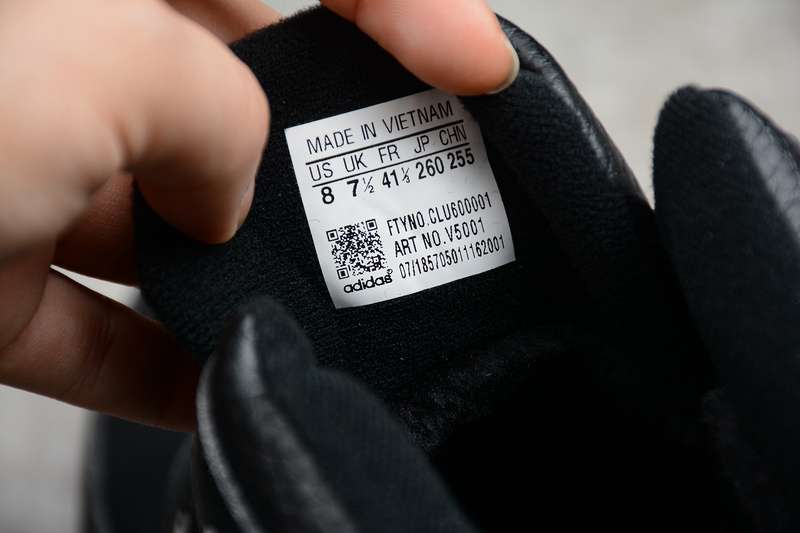 MADE IN VIETNAM
US UK FR JP CHN
8 7½ 41⅓ 260 255
FTYNO.CLU600001
ART NO.V5001
07/185705011162001
adidas